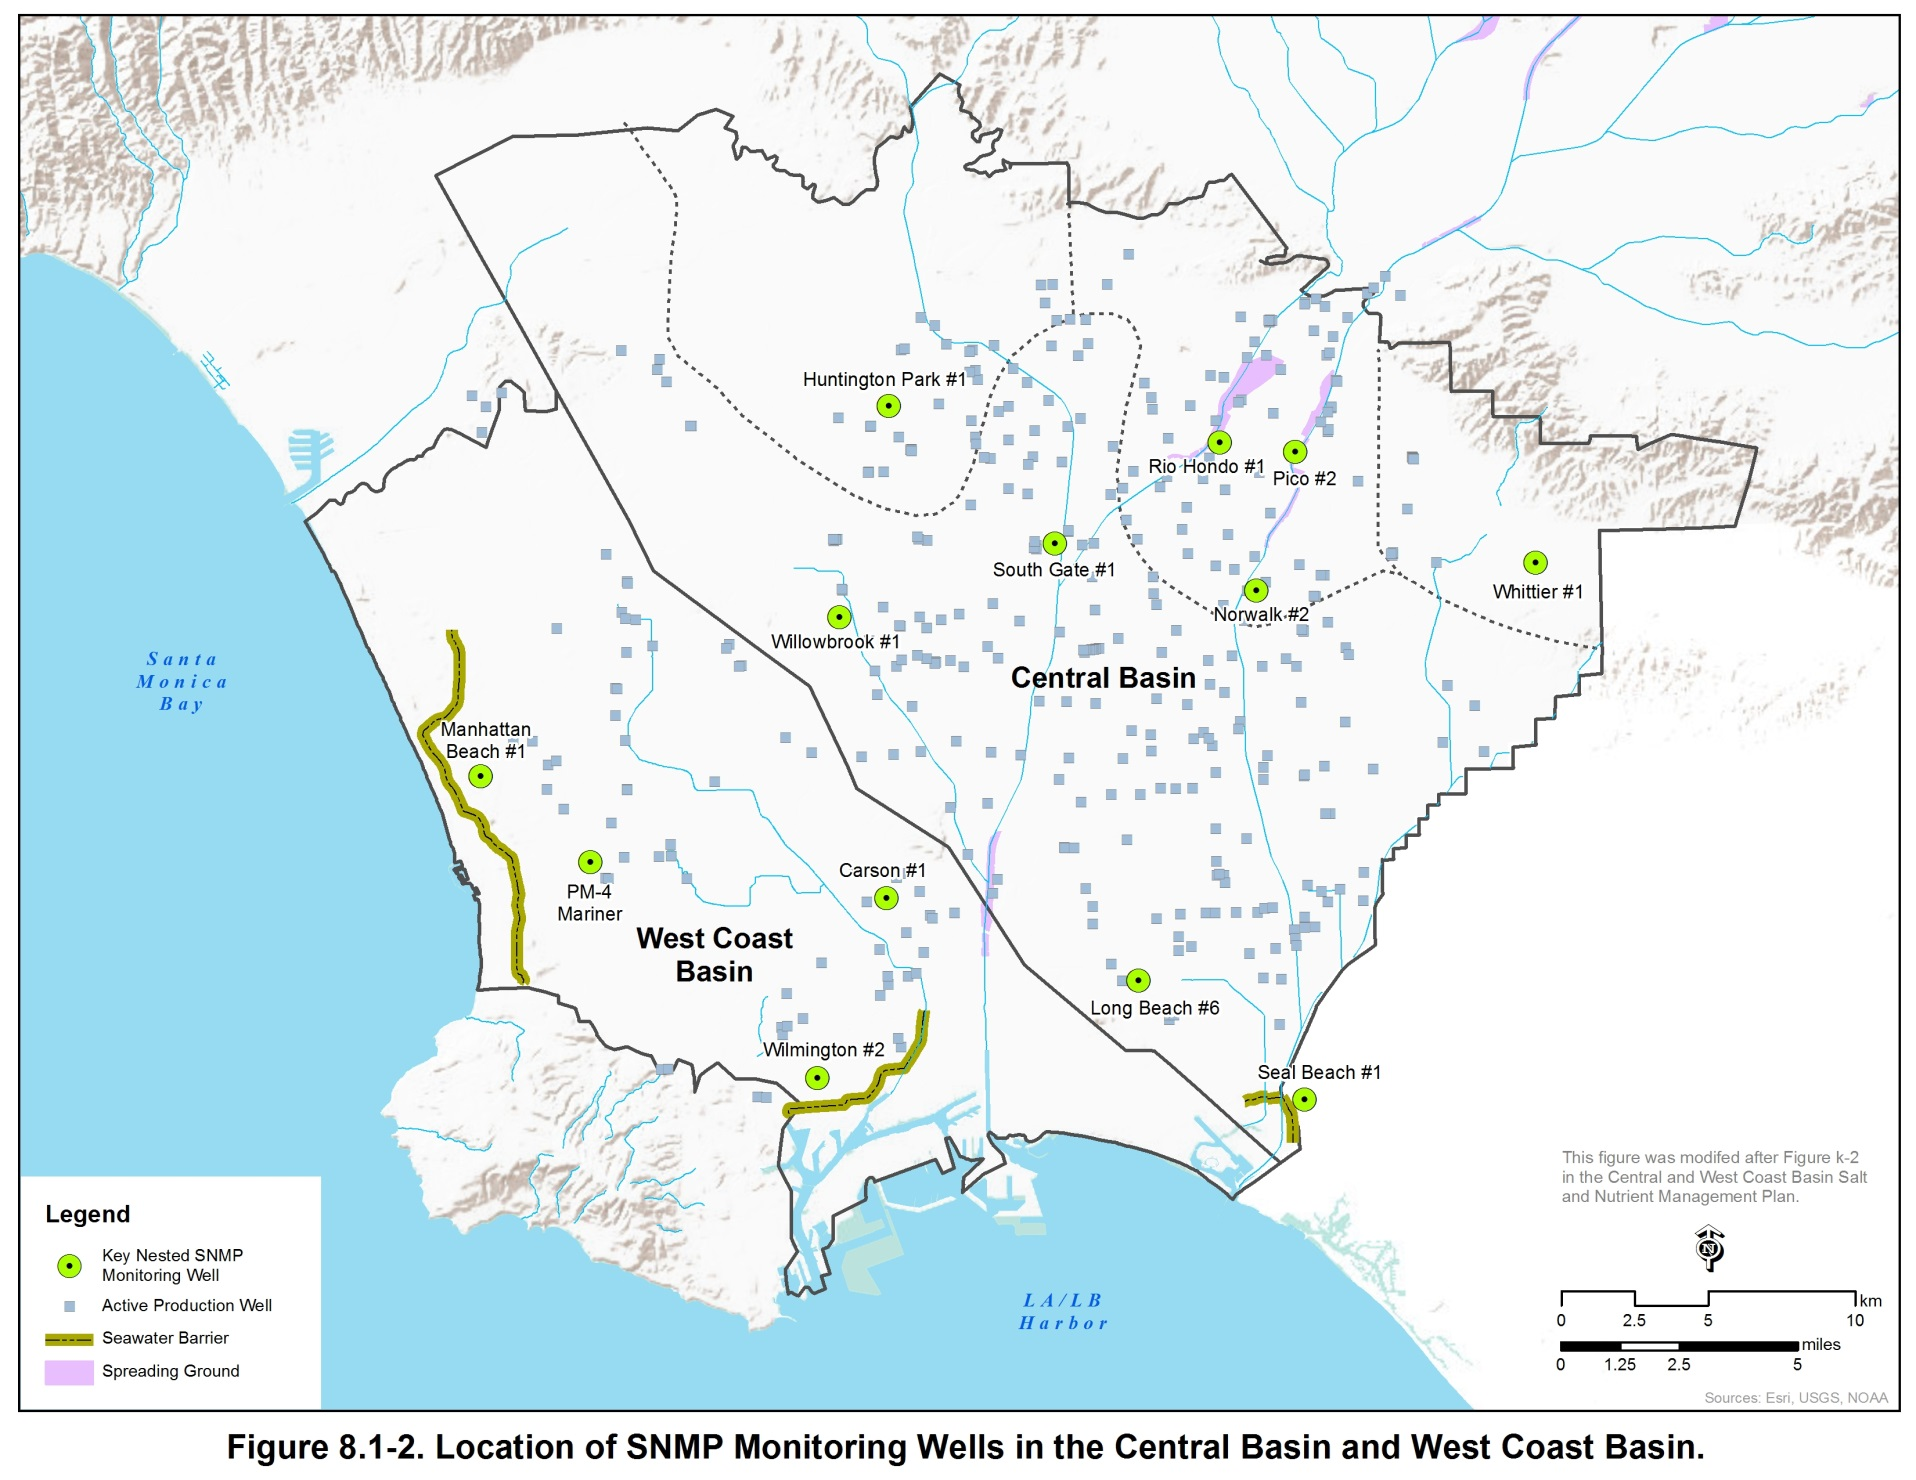 Huntington Park #1
Rio Hondo #1
Pico #2
South Gate #1
Whittier #1
Norwalk #2
Willowbrook #1
Central Basin
Santa
Monica
Bay
Manhattan
Beach #1
Carson #1
PM-4
Mariner
West Coast
Basin
Long Beach #6
Wilmington #2
Seal Beach #1
This figure was modifed after Figure k-2
in the Central and West Coast Basin Salt
and Nutrient Management Plan.
N
LA/LB
Harbor
km
0 2.5 5 10
miles
0 1.25 2.5 5
Sources: Esri, USGS, NOAA
Legend
Key Nested SNMP
Monitoring Well
Active Production Well
Seawater Barrier
Spreading Ground
Figure 8.1-2. Location of SNMP Monitoring Wells in the Central Basin and West Coast Basin.